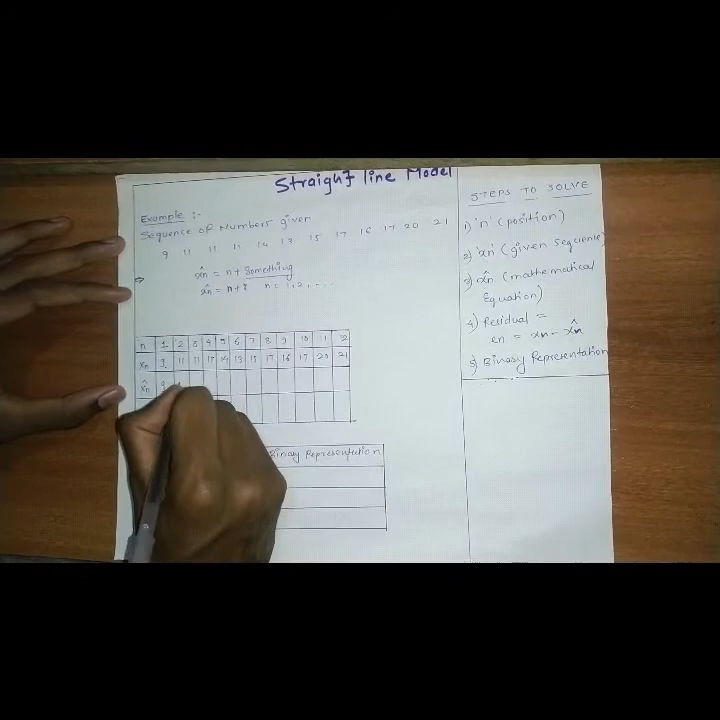 Straight line Model
Example :-
Sequence of Numbers given
9 11 11 11 14 13 15 17 16 17 20 21
⇒ x̂n = n + Something
x̂n = n+8 n = 1,2, ....
n 1 2 3 4 5 6 7 8 9 10 11 12
xn 9 11 11 11 14 13 15 17 16 17 20 21
x̂n 9
Binary Representation
STEPS TO SOLVE
1) 'n' (position)
2) 'xn' (given sequence)
3) x̂n (mathematical
Equation)
4) Residual =
en = xn - x̂n
5) Binary Representation